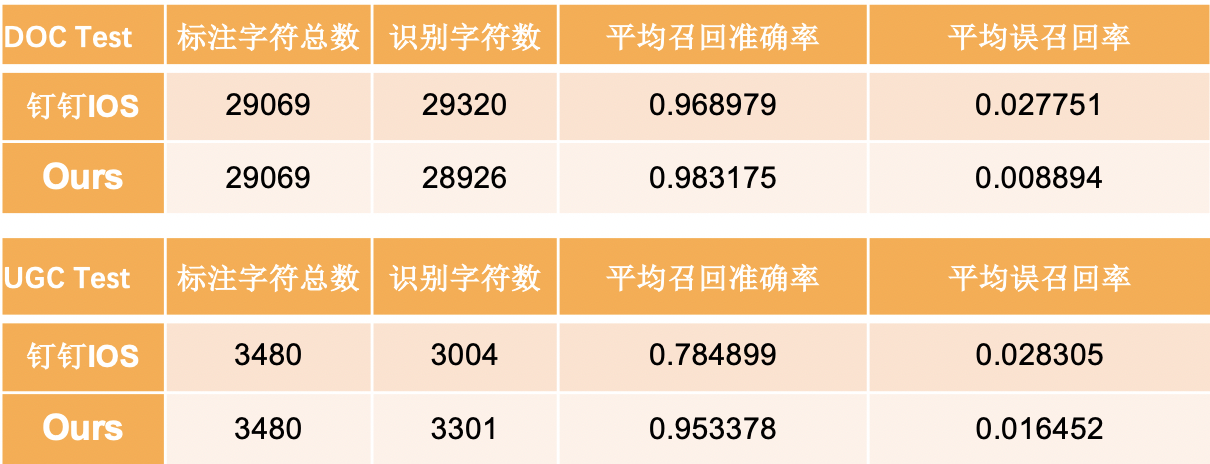 DOC Test 标注字符总数 识别字符数 平均召回准确率 平均误召回率
钉钉IOS 29069 29320 0.968979 0.027751
Ours 29069 28926 0.983175 0.008894
UGC Test 标注字符总数 识别字符数 平均召回准确率 平均误召回率
钉钉IOS 3480 3004 0.784899 0.028305
Ours 3480 3301 0.953378 0.016452